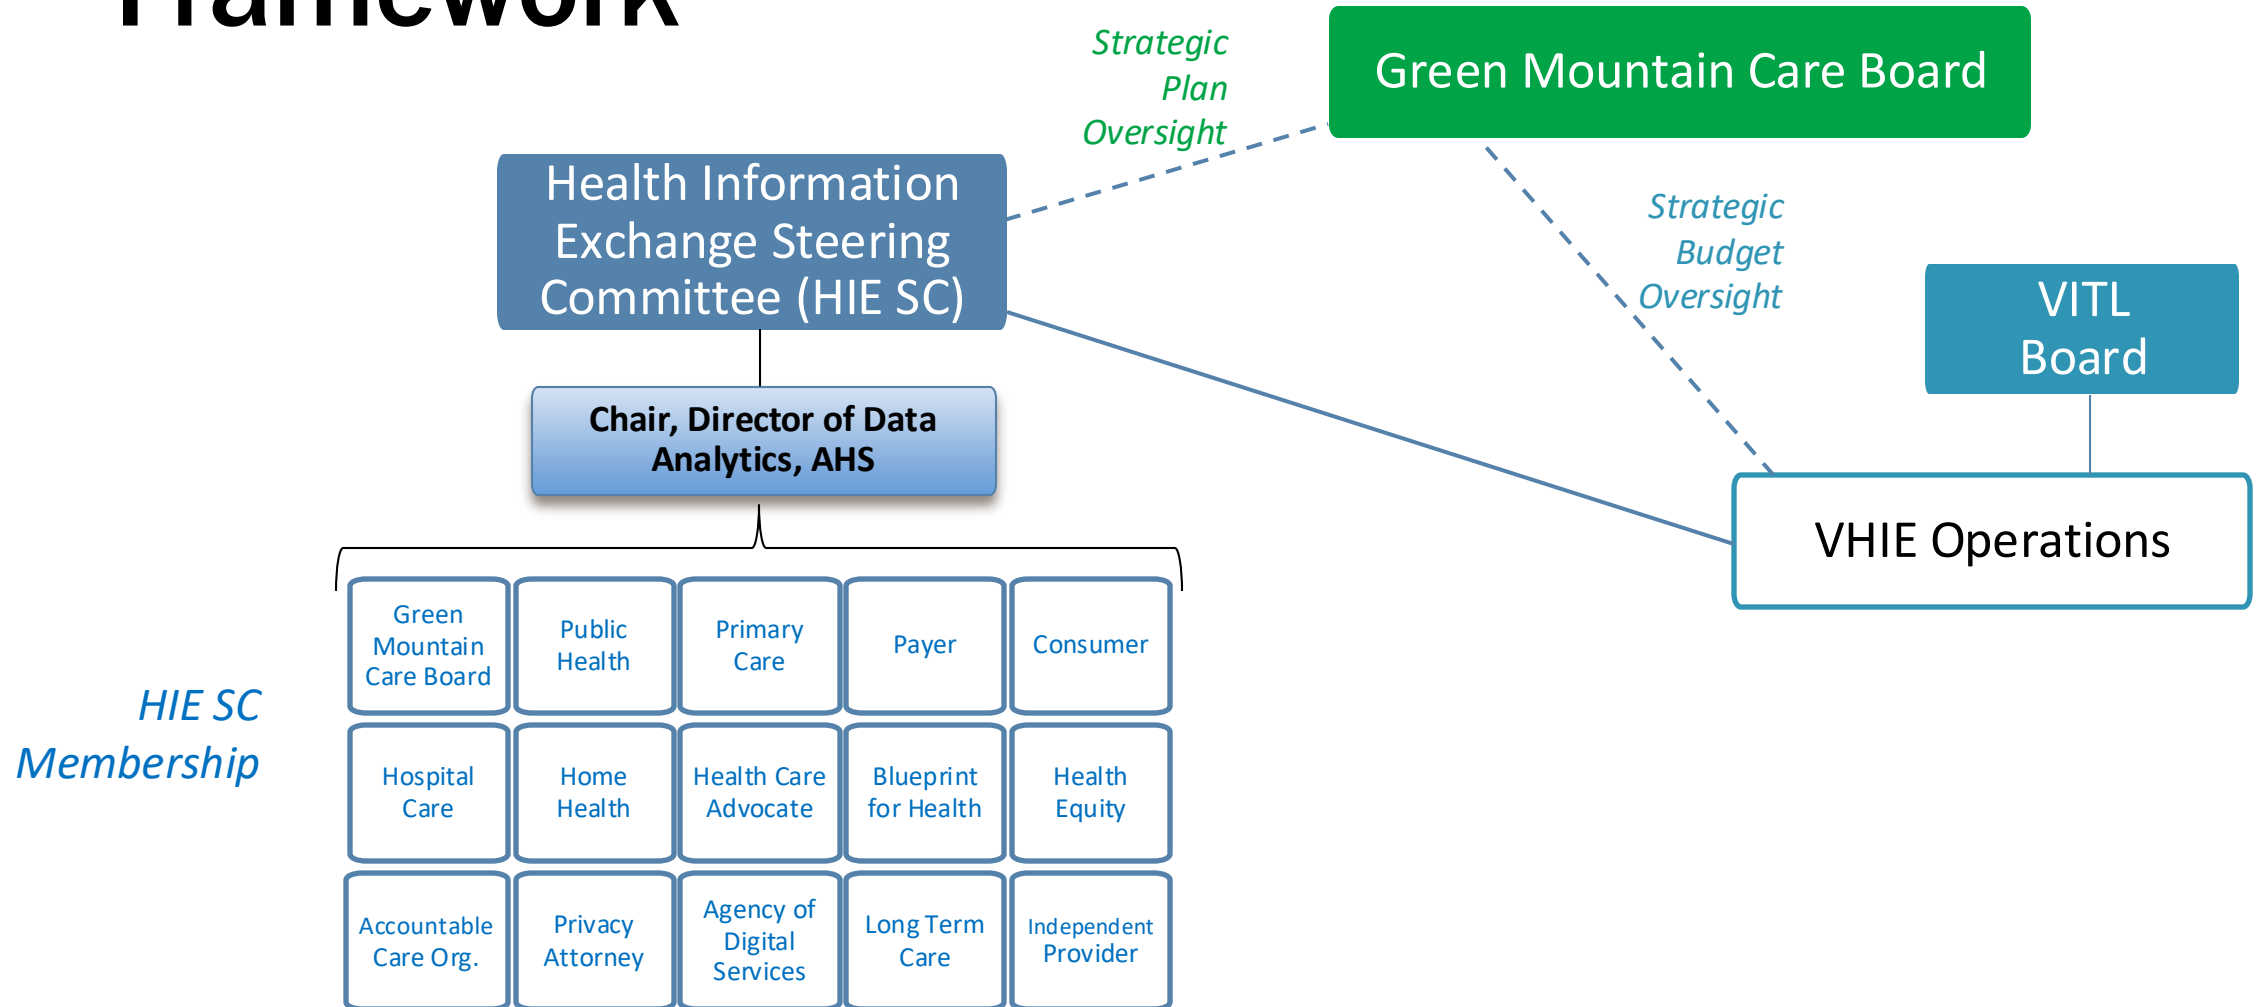 Framework
Strategic
Plan
Oversight
Green Mountain Care Board
Health Information
Exchange Steering
Committee (HIE SC)
Strategic
Budget
Oversight
VITL
Board
Chair, Director of Data
Analytics, AHS
VHIE Operations
HIE SC
Membership
Green
Mountain
Care Board
Public
Health
Primary
Care
Payer
Consumer
Hospital
Care
Home
Health
Health Care
Advocate
Blueprint
for Health
Health
Equity
Accountable
Care Org.
Privacy
Attorney
Agency of
Digital
Services
Long Term
Care
Independent
Provider